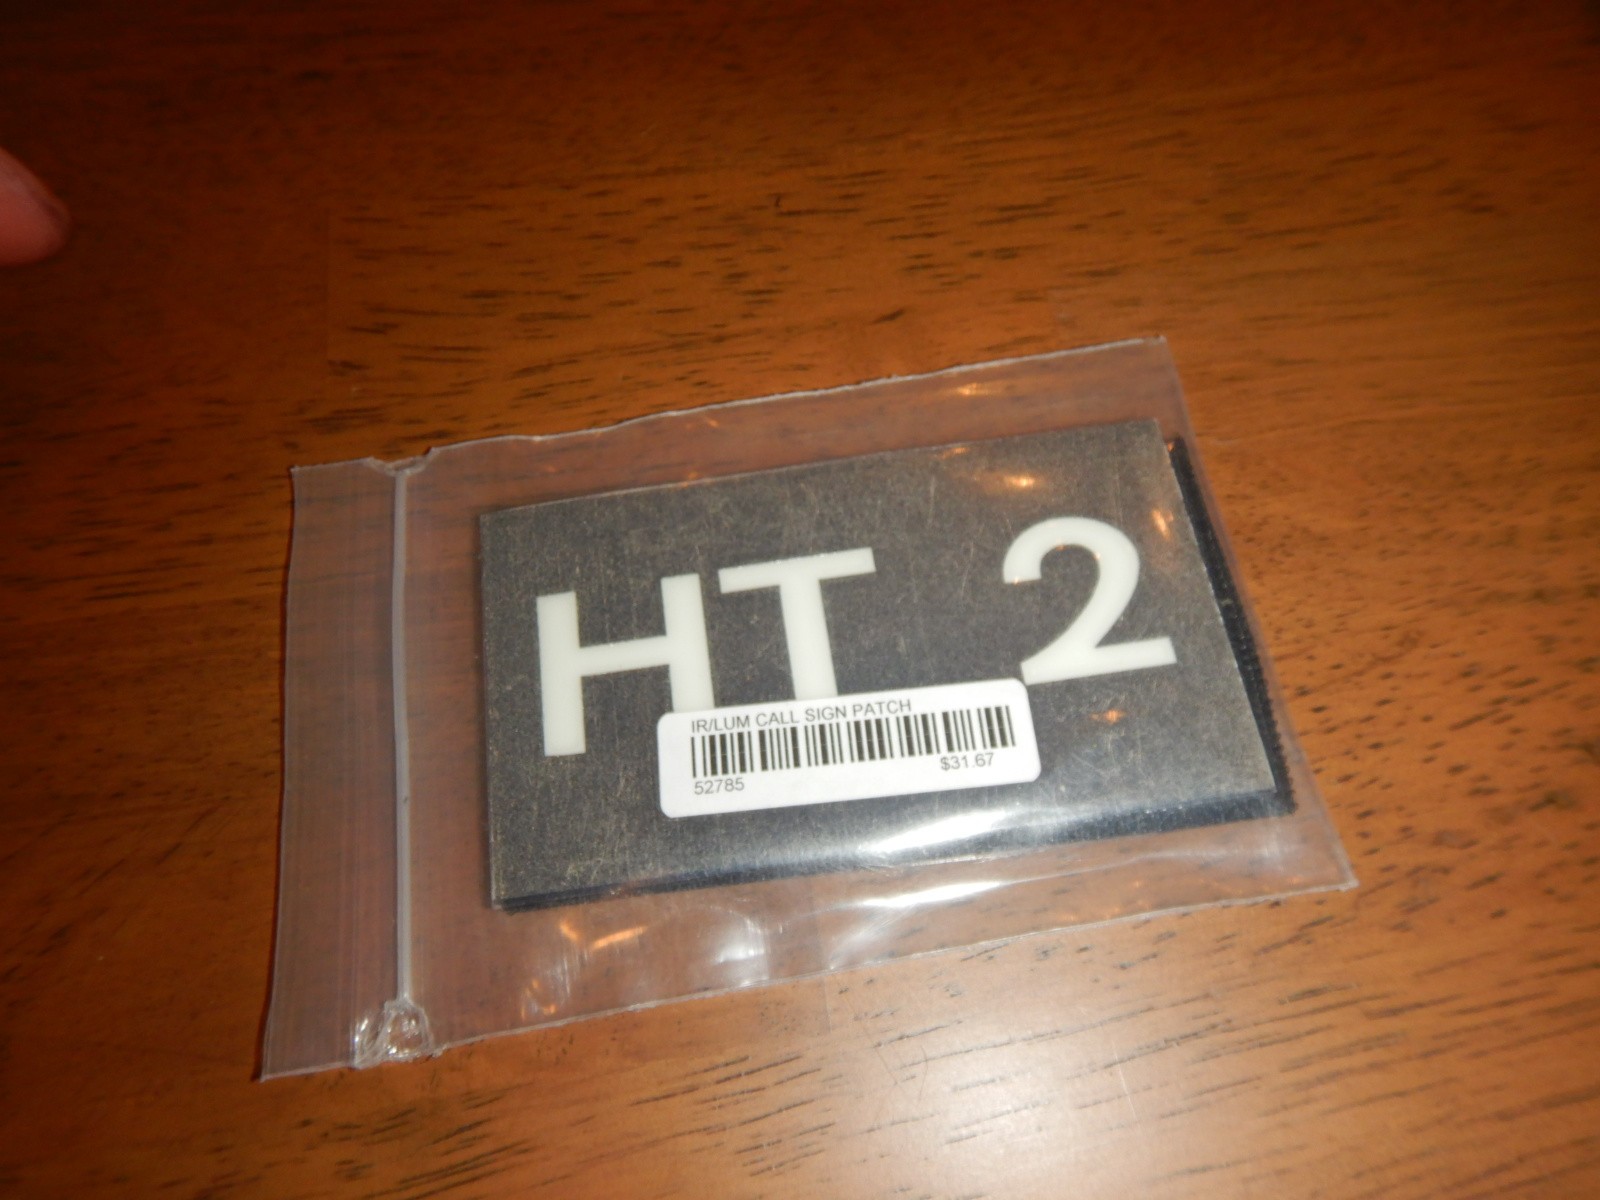 HT 2
IR/LUM CALL SIGN PATCH
52785 $31.67